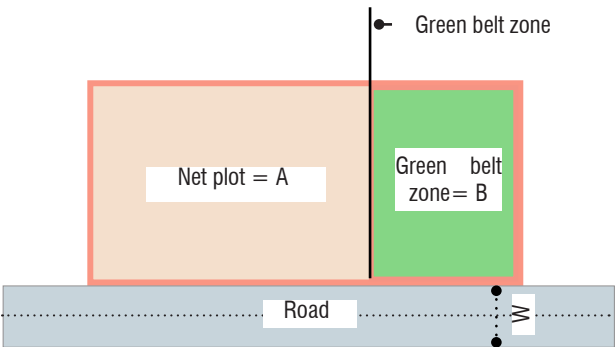 Green belt zone
Net plot = A
Green belt
zone= B
Road
W